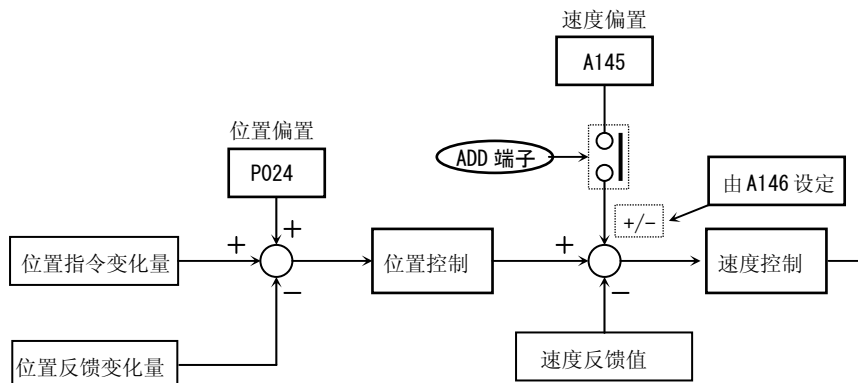 速度偏置
A145
位置偏置
P024
ADD 端子
由 A146 设定
+/-
+
+
+
位置指令变化量
位置控制
速度控制
−
−
位置反馈变化量
速度反馈值